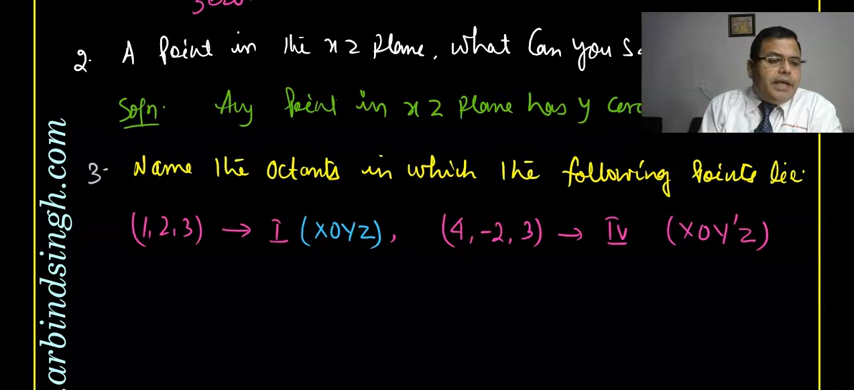 2. A Point in the xz plane, what can you
Soln. Any Point in xz plane has y
3- Name the octants in which the following points lie:
(1, 2, 3) → I (XOYZ), (4, -2, 3) → IV (XOY'Z)
arbindsingh.com